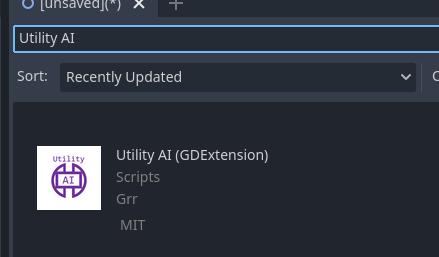 [unsaved](*)
Utility AI
Sort: Recently Updated
Utility
AI
Utility AI (GDExtension)
Scripts
Grr
MIT